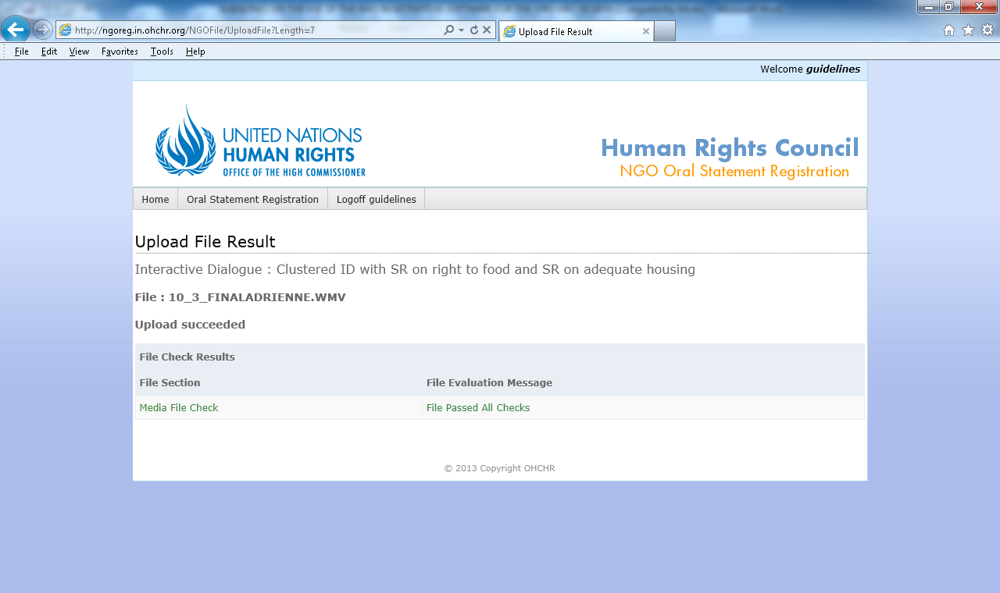 http://ngoreg.in.ohchr.org/NGOFile/UploadFile?Length=7
Upload File Result
File Edit View Favorites Tools Help
Welcome guidelines
UNITED NATIONS
HUMAN RIGHTS
OFFICE OF THE HIGH COMMISSIONER
Human Rights Council
NGO Oral Statement Registration
Home Oral Statement Registration Logoff guidelines
Upload File Result
Interactive Dialogue : Clustered ID with SR on right to food and SR on adequate housing
File : 10_3_FINALADRIENNE.WMV
Upload succeeded
File Check Results
File Section File Evaluation Message
Media File Check File Passed All Checks
© 2013 Copyright OHCHR